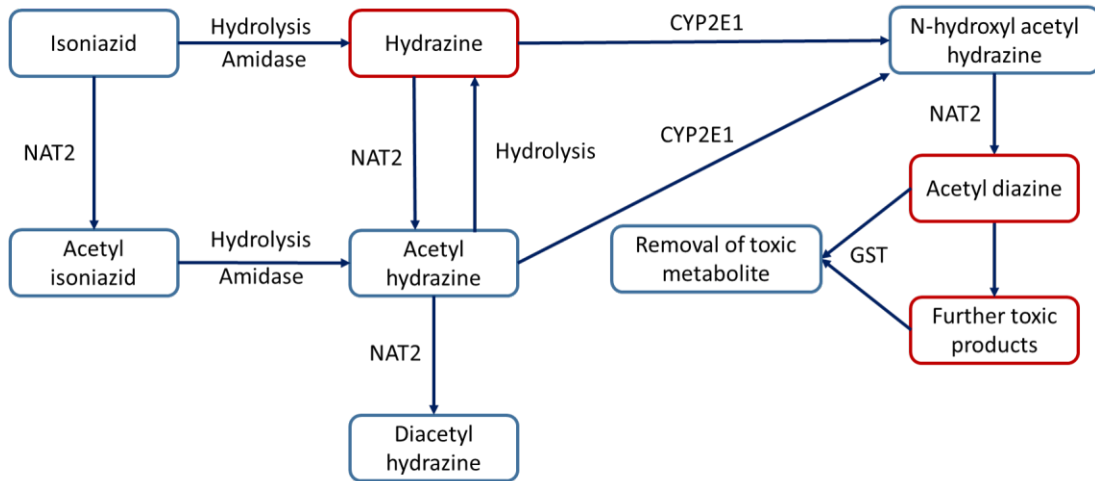 Isoniazid
Hydrolysis
Amidase
Hydrazine
CYP2E1
N-hydroxyl acetyl
hydrazine
NAT2
NAT2
Hydrolysis
CYP2E1
NAT2
Acetyl
isoniazid
Hydrolysis
Amidase
Acetyl
hydrazine
Removal of toxic
metabolite
GST
Acetyl diazine
Further toxic
products
NAT2
Diacetyl
hydrazine